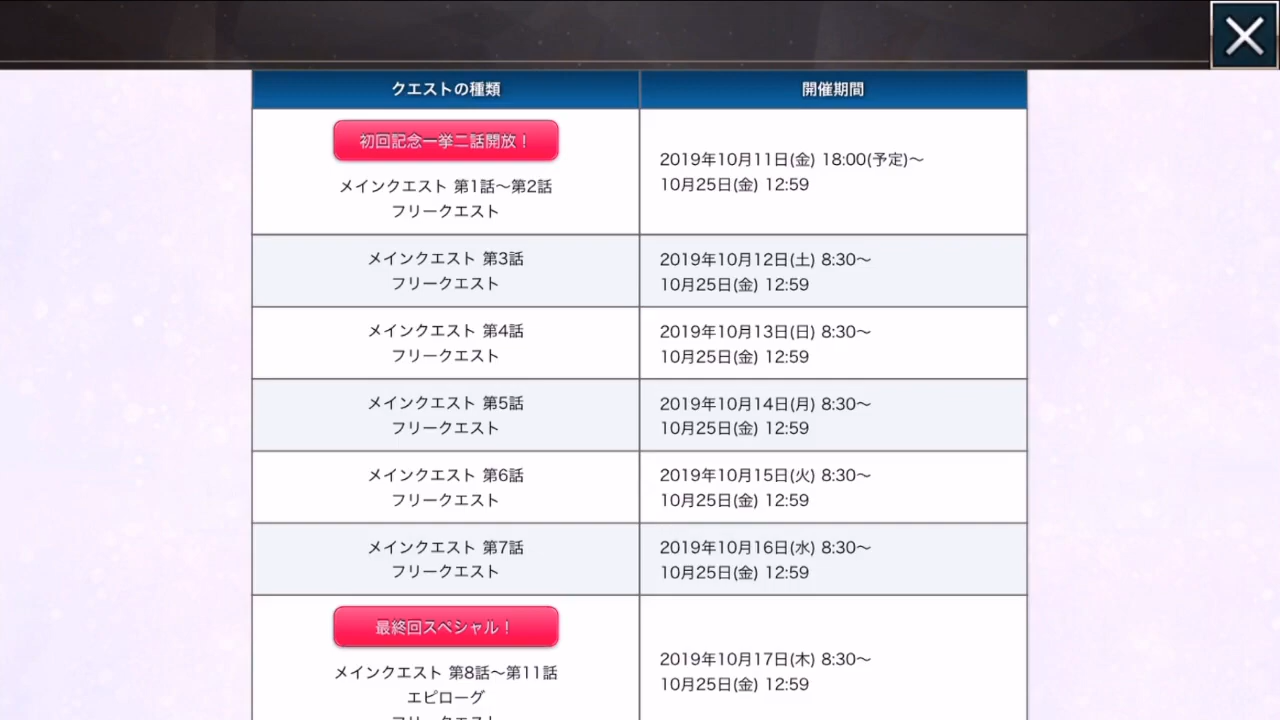 クエストの種類
開催期間
初回記念一挙二話開放！
メインクエスト 第1話～第2話
フリークエスト
2019年10月11日(金) 18:00(予定)～
10月25日(金) 12:59
メインクエスト 第3話
フリークエスト
2019年10月12日(土) 8:30～
10月25日(金) 12:59
メインクエスト 第4話
フリークエスト
2019年10月13日(日) 8:30～
10月25日(金) 12:59
メインクエスト 第5話
フリークエスト
2019年10月14日(月) 8:30～
10月25日(金) 12:59
メインクエスト 第6話
フリークエスト
2019年10月15日(火) 8:30～
10月25日(金) 12:59
メインクエスト 第7話
フリークエスト
2019年10月16日(水) 8:30～
10月25日(金) 12:59
最終回スペシャル！
メインクエスト 第8話～第11話
エピローグ
フリークエスト
2019年10月17日(木) 8:30～
10月25日(金) 12:59